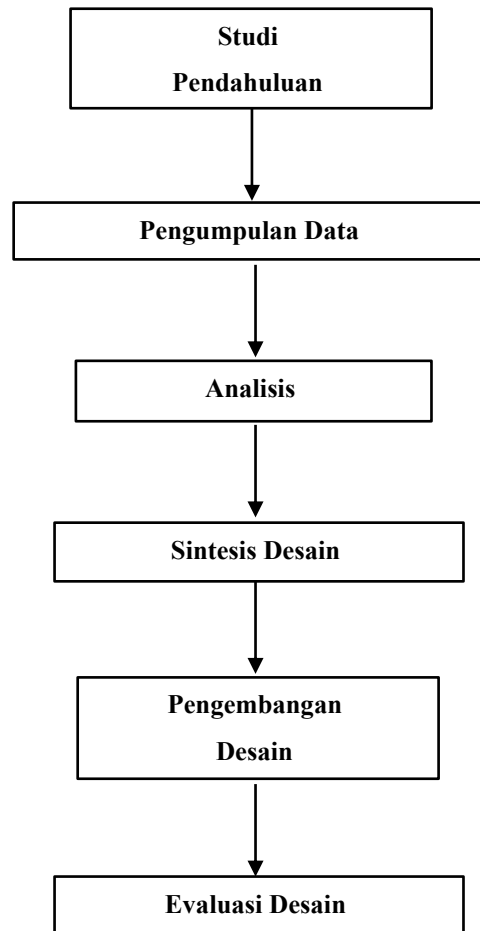 Studi
Pendahuluan
Pengumpulan Data
Analisis
Sintesis Desain
Pengembangan
Desain
Evaluasi Desain